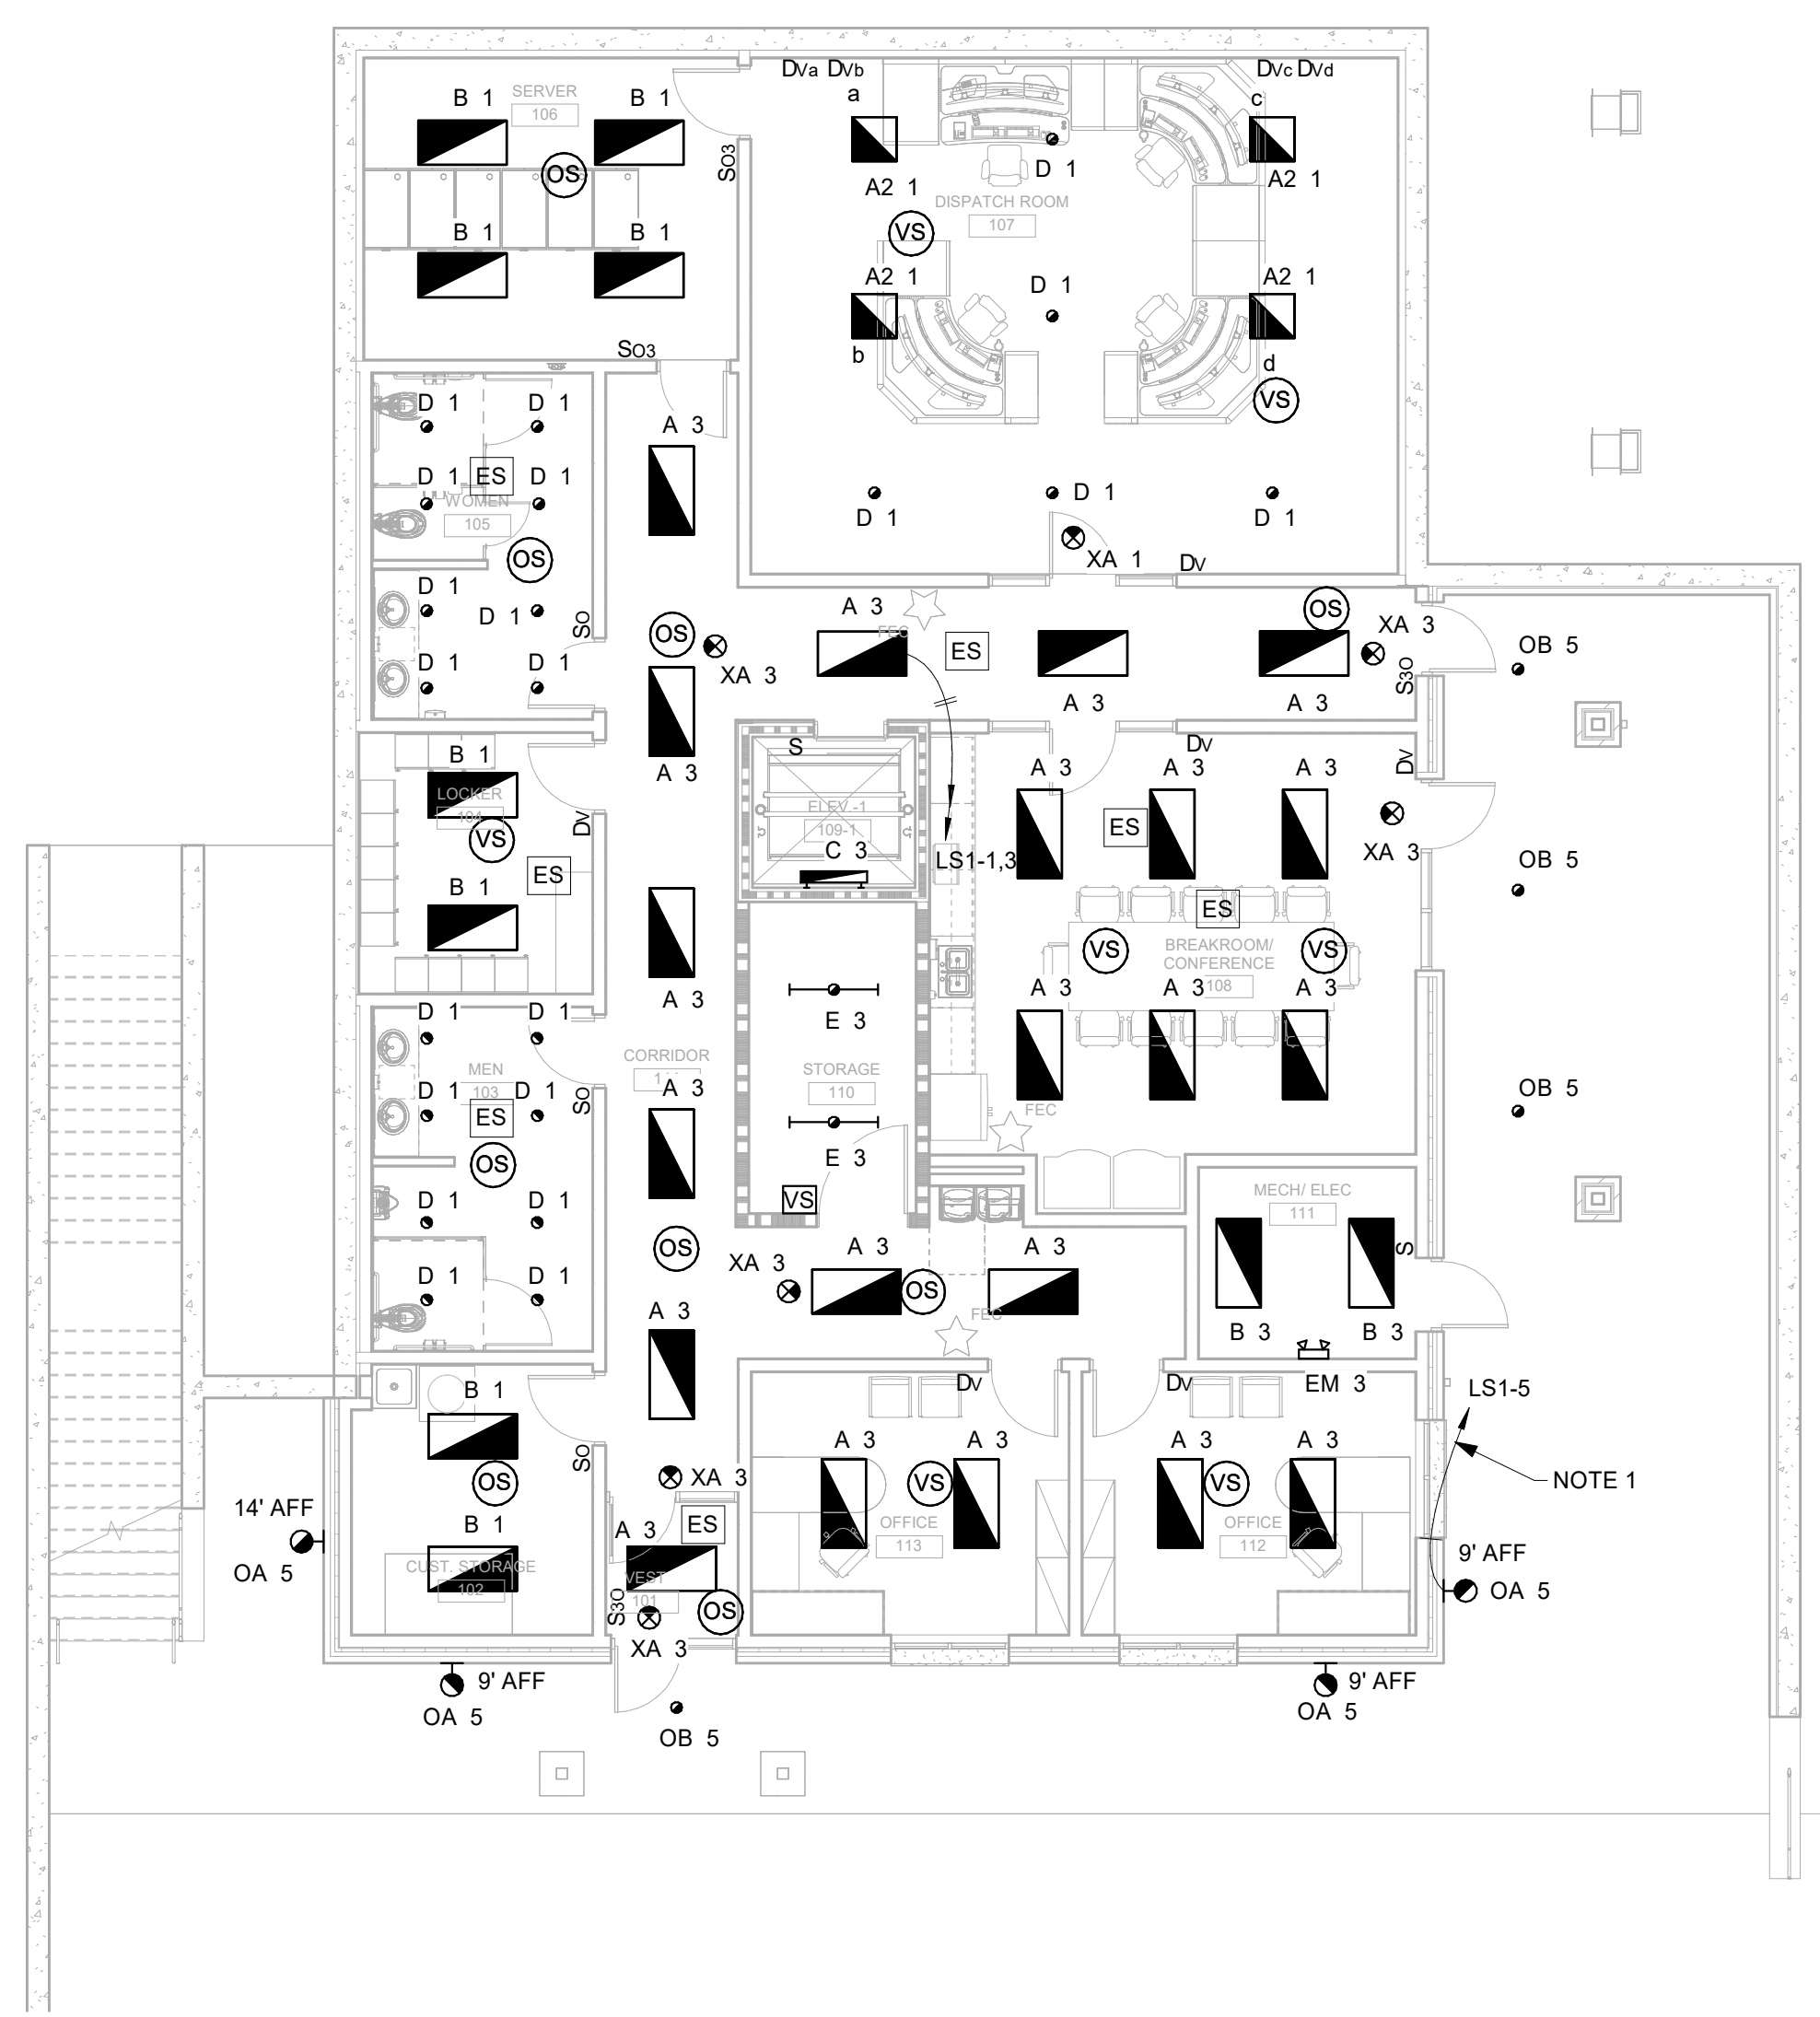 DVa DVb
DVc DVd
a
c
B 1
SERVER
106
B 1
OS
SO3
D 1
A2 1
A2 1
DISPATCH ROOM
107
VS
B 1
B 1
A2 1
D 1
A2 1
SO3
b
d
VS
D 1
D 1
A 3
D 1
ES
D 1
WOMEN
105
D 1
D 1
D 1
D 1
OS
XA 1
DV
D 1
D 1
SO
A 3
FEC
OS
OS
XA 3
ES
OB 5
D 1
D 1
XA 3
S3O
A 3
A 3
B 1
A 3
S
DV
DV
A 3
A 3
A 3
LOCKER
104
VS
DV
ELEV.-1
109-1
C 3
LS1-1,3
ES
XA 3
OB 5
ES
B 1
ES
VS
BREAKROOM/
CONFERENCE
108
VS
A 3
A 3
A 3
A 3
D 1
D 1
E 3
MEN
103
CORRIDOR
STORAGE
110
D 1
D 1
SO
A 3
FEC
OB 5
ES
OS
E 3
VS
D 1
D 1
MECH/ ELEC
111
OS
A 3
A 3
S
XA 3
OS
D 1
D 1
FEC
A 3
B 3
B 3
B 1
DV
DV
EM 3
LS1-5
SO
A 3
A 3
A 3
A 3
OS
XA 3
VS
VS
NOTE 1
14' AFF
B 1
A 3
ES
OFFICE
113
OFFICE
112
OA 5
CUST. STORAGE
102
VEST
101
9' AFF
OA 5
S3O
OS
XA 3
9' AFF
OA 5
9' AFF
OA 5
OB 5